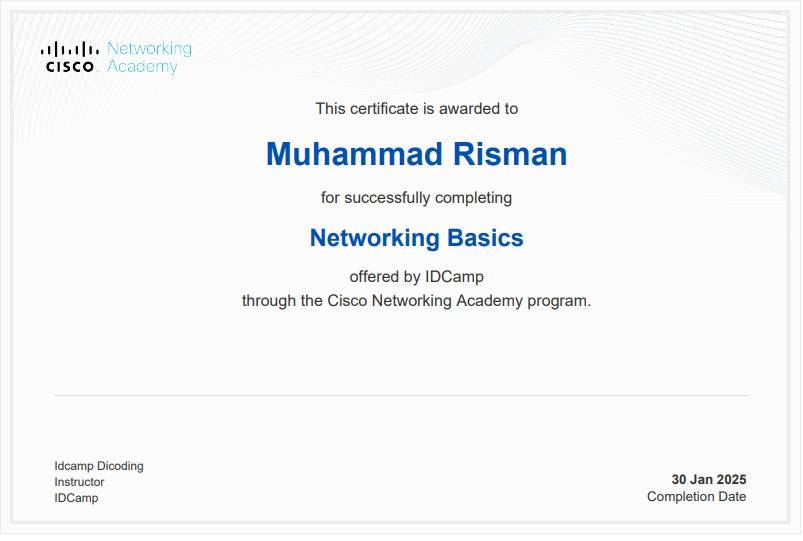 Networking
CISCO Academy
This certificate is awarded to
Muhammad Risman
for successfully completing
Networking Basics
offered by IDCamp
through the Cisco Networking Academy program.
Idcamp Dicoding
Instructor
IDCamp
30 Jan 2025
Completion Date